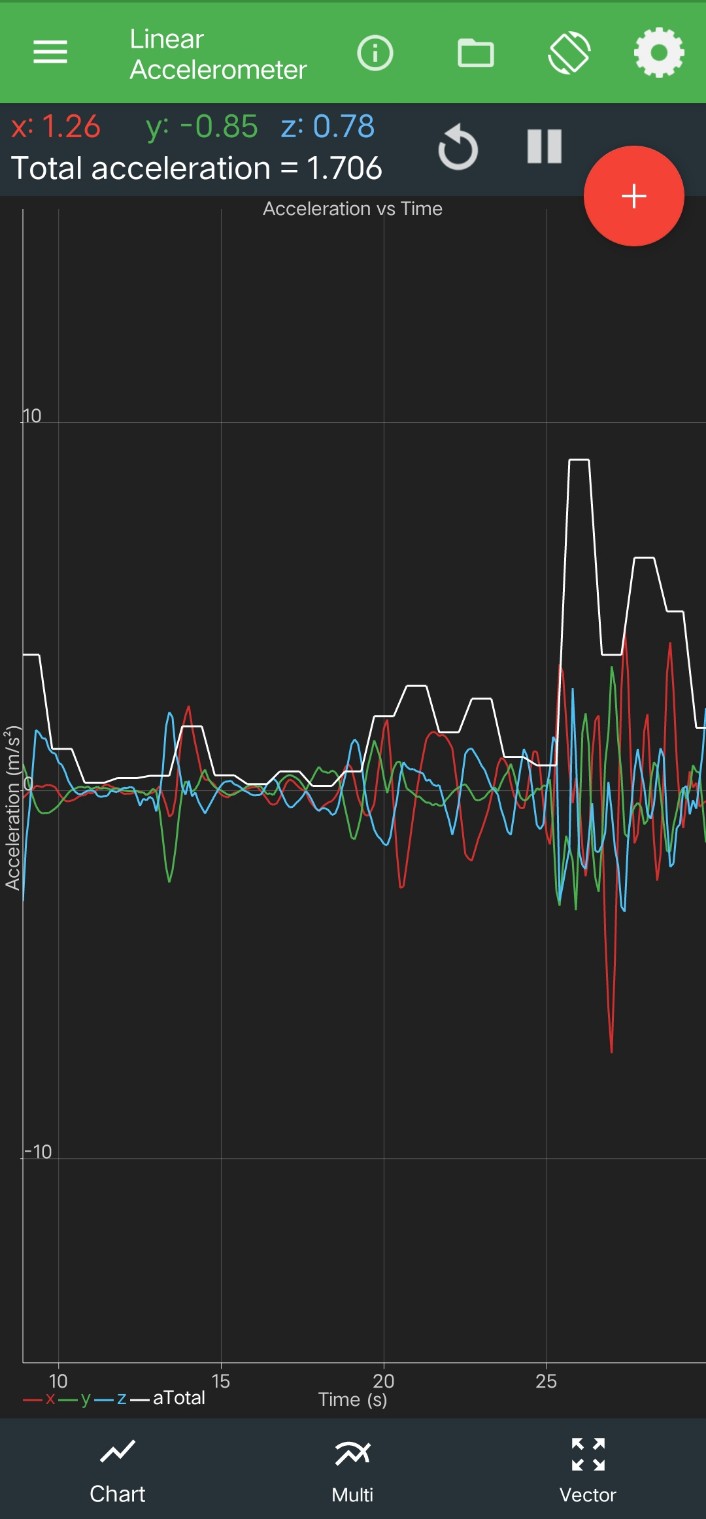 Linear
Accelerometer
x: 1.26 y: -0.85 z: 0.78
Total acceleration = 1.706
+
Acceleration vs Time
10
0
-10
Acceleration (m/s²)
10 15 20 25
x y z aTotal
Time (s)
Chart Multi Vector